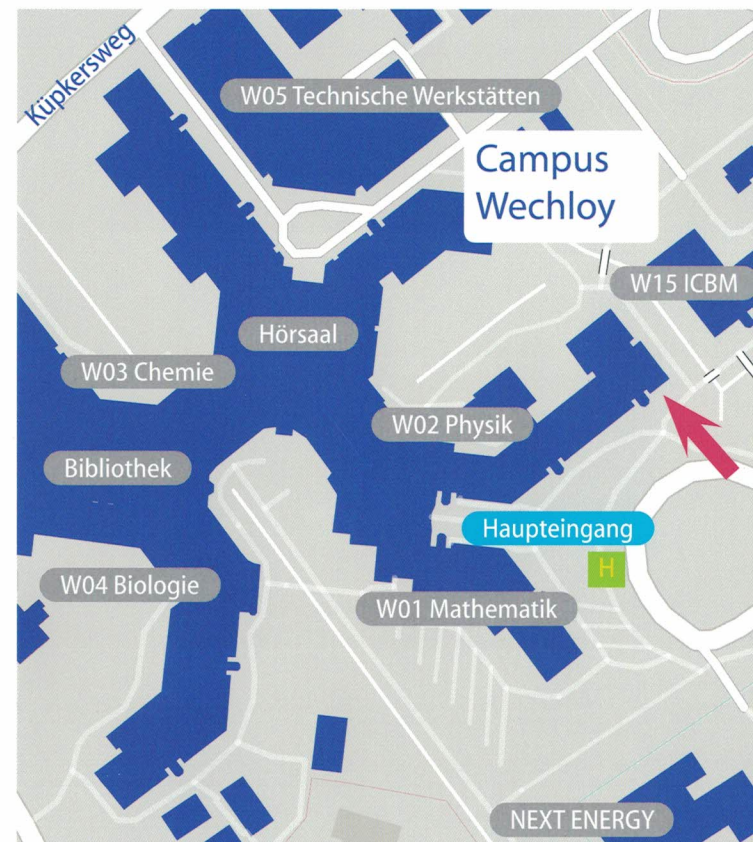 Küpkersweg
W05 Technische Werkstätten
Campus
Wechloy
W15 ICBM
Hörsaal
W03 Chemie
W02 Physik
Bibliothek
Haupteingang
H
W04 Biologie
W01 Mathematik
NEXT ENERGY